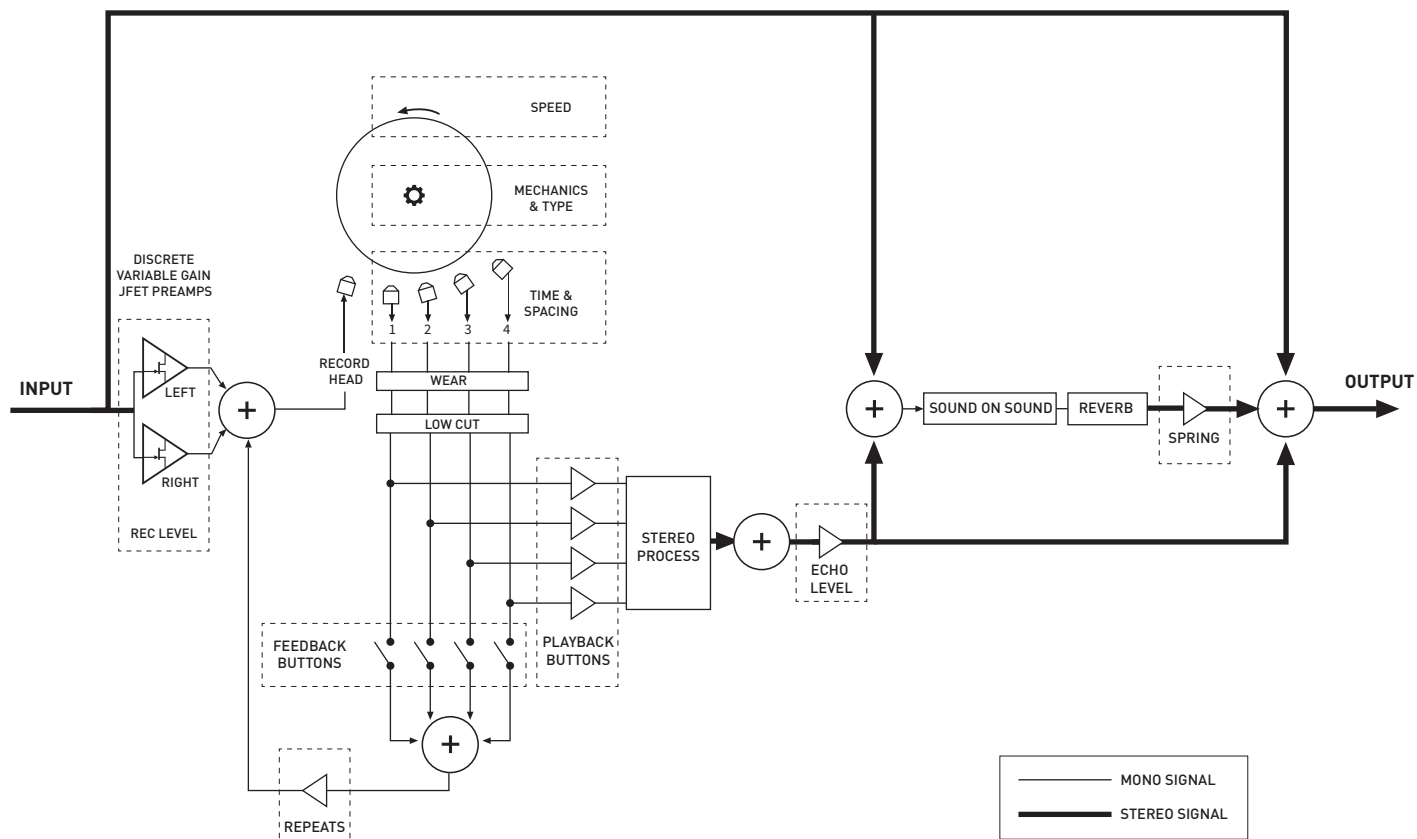 SPEED
MECHANICS
& TYPE
DISCRETE
VARIABLE GAIN
JFET PREAMPS
TIME &
SPACING
1 2 3 4
RECORD
HEAD
WEAR
LOW CUT
INPUT
LEFT
+
RIGHT
REC LEVEL
+
SOUND ON SOUND
REVERB
SPRING
+
OUTPUT
STEREO
PROCESS
+
ECHO
LEVEL
FEEDBACK
BUTTONS
PLAYBACK
BUTTONS
+
REPEATS
MONO SIGNAL
STEREO SIGNAL